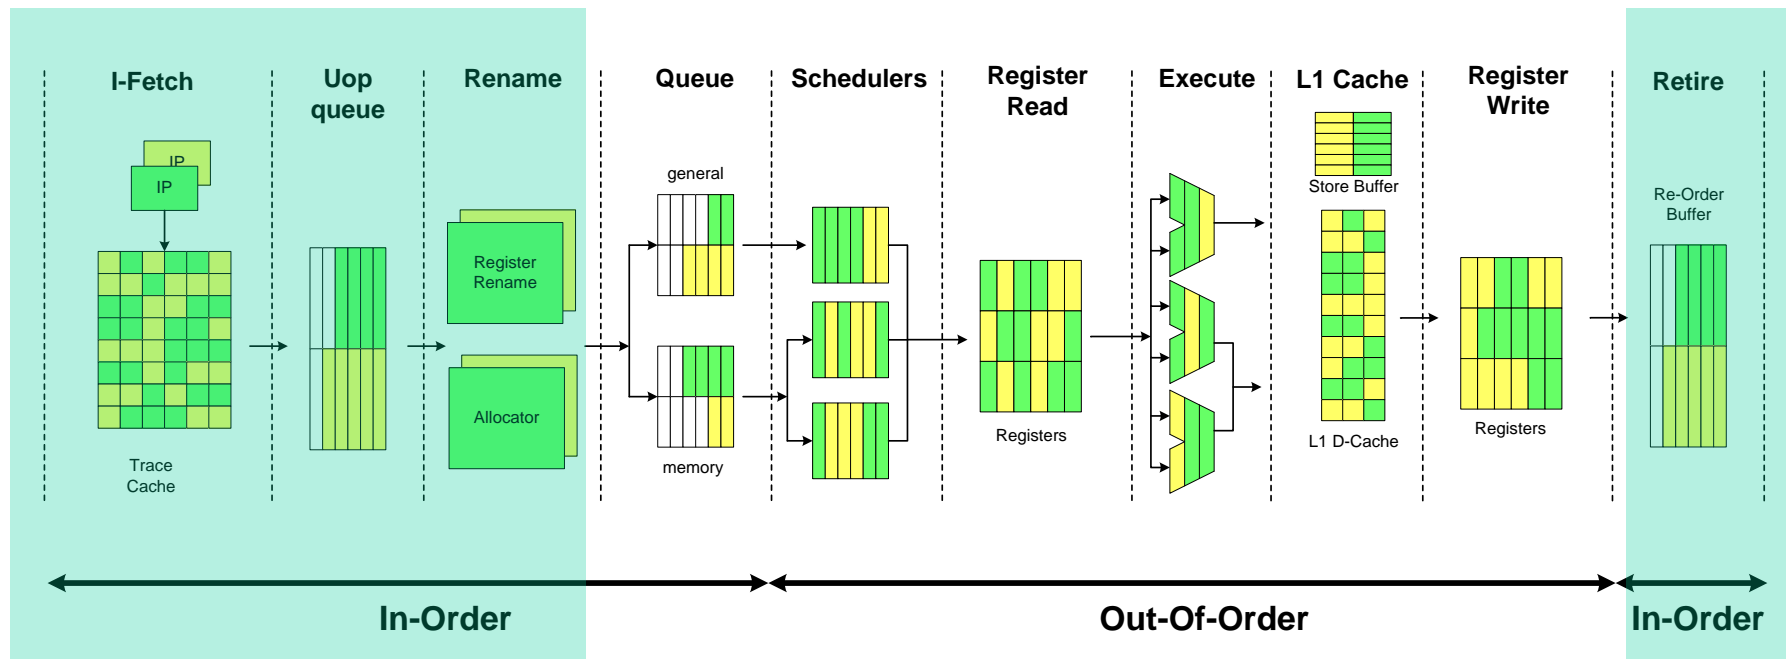 I-Fetch
Uop
queue
Rename
Queue
Schedulers
Register
Read
Execute
L1 Cache
Register
Write
Retire
IP
IP
Trace
Cache
Register
Rename
Allocator
general
memory
Registers
Store Buffer
L1 D-Cache
Registers
Re-Order
Buffer
In-Order
Out-Of-Order
In-Order